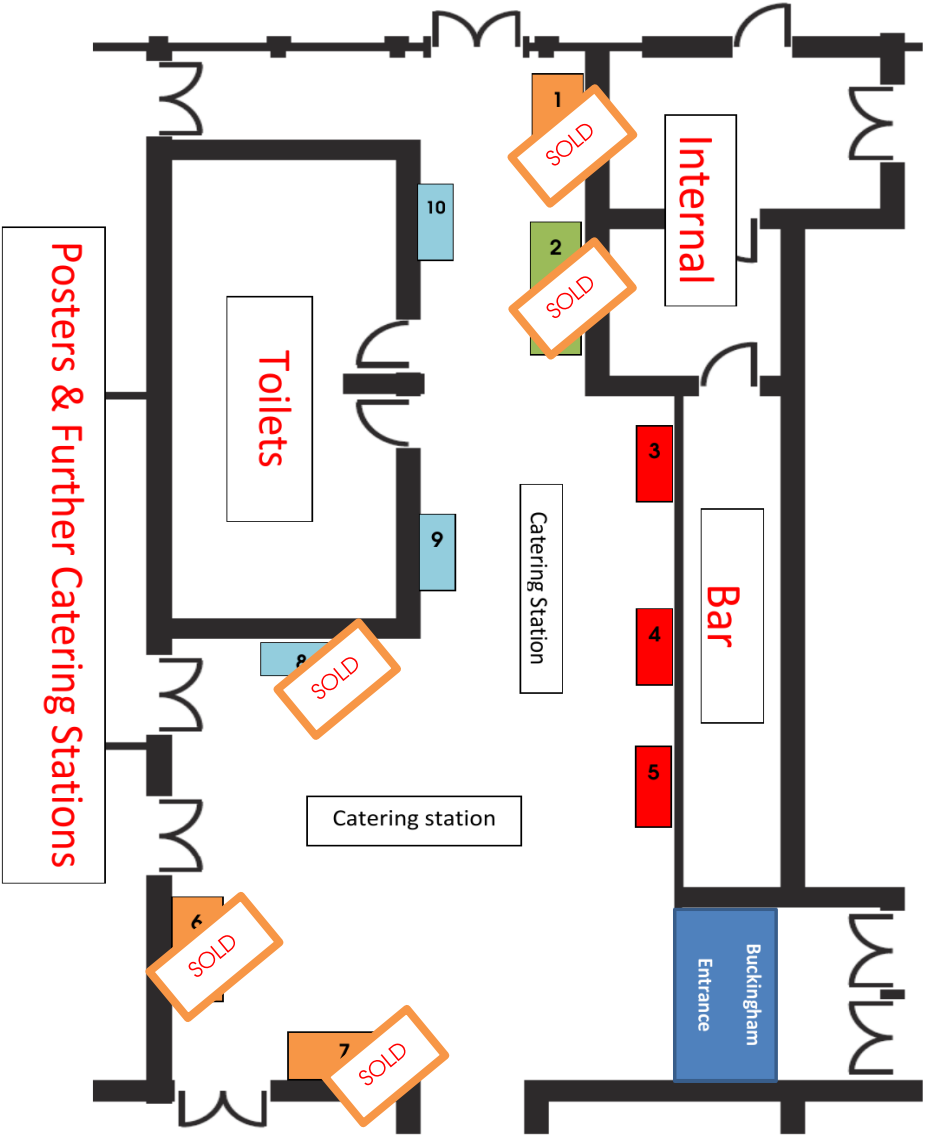 1
SOLD
Internal
10
2
SOLD
Posters & Further Catering Stations
Toilets
3
Catering Station
9
Bar
4
8
SOLD
5
Catering station
6
SOLD
Buckingham
Entrance
7
SOLD